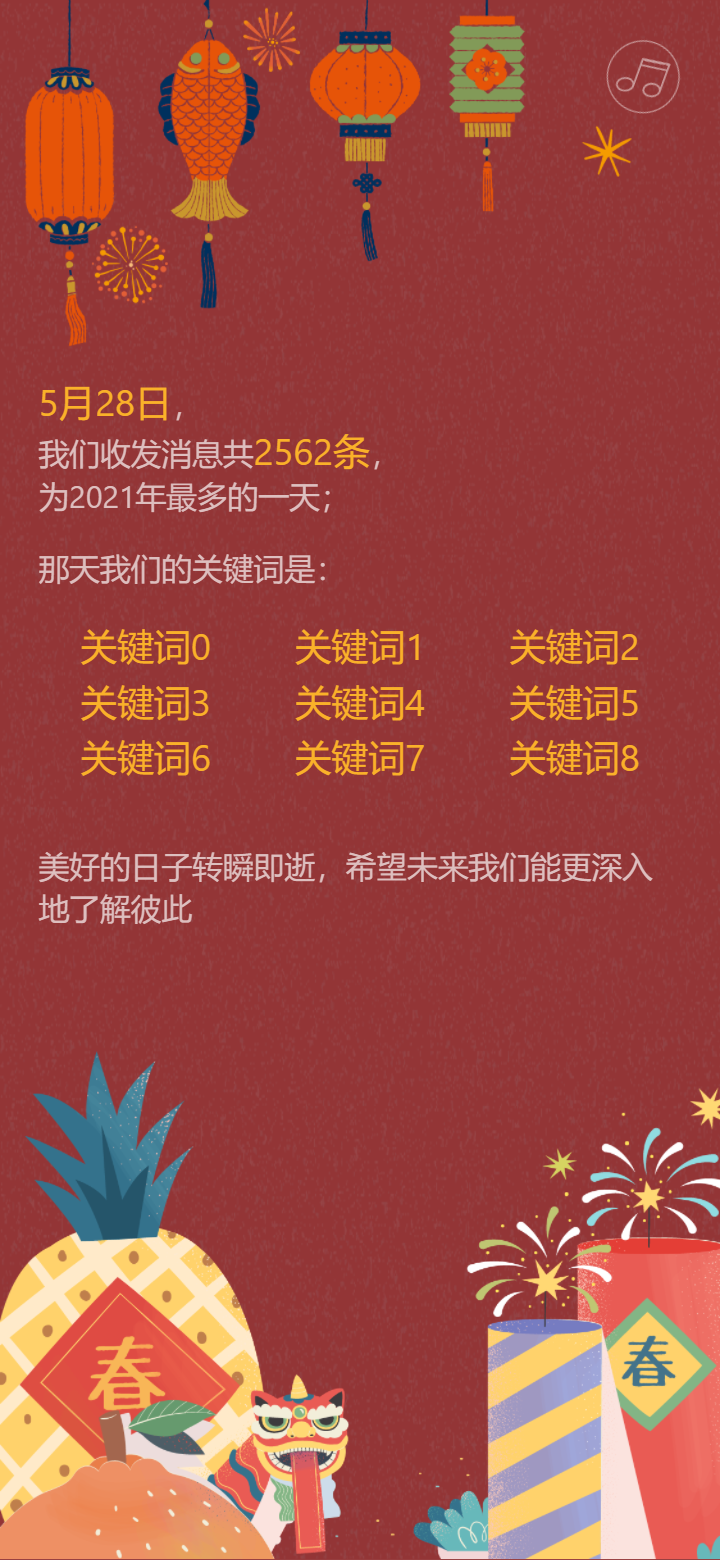 5月28日，
我们收发消息共2562条，
为2021年最多的一天；
那天我们的关键词是：
关键词0 关键词1 关键词2
关键词3 关键词4 关键词5
关键词6 关键词7 关键词8
美好的日子转瞬即逝，希望未来我们能更深入
地了解彼此
春
春